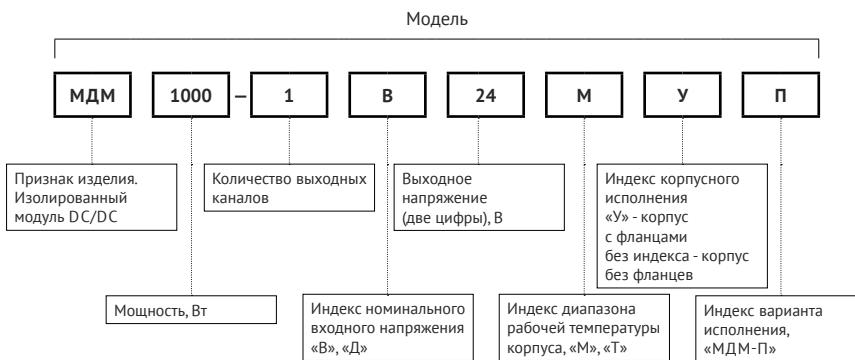 Модель
МДМ 1000 – 1 В 24 М У П
Признак изделия.
Изолированный
модуль DC/DC
Количество выходных
каналов
Выходное
напряжение
(две цифры), В
Индекс корпусного
исполнения
«У» - корпус
с фланцами
без индекса - корпус
без фланцев
Мощность, Вт
Индекс номинального
входного напряжения
«В», «Д»
Индекс диапазона
рабочей температуры
корпуса, «М», «Т»
Индекс варианта
исполнения,
«МДМ-П»